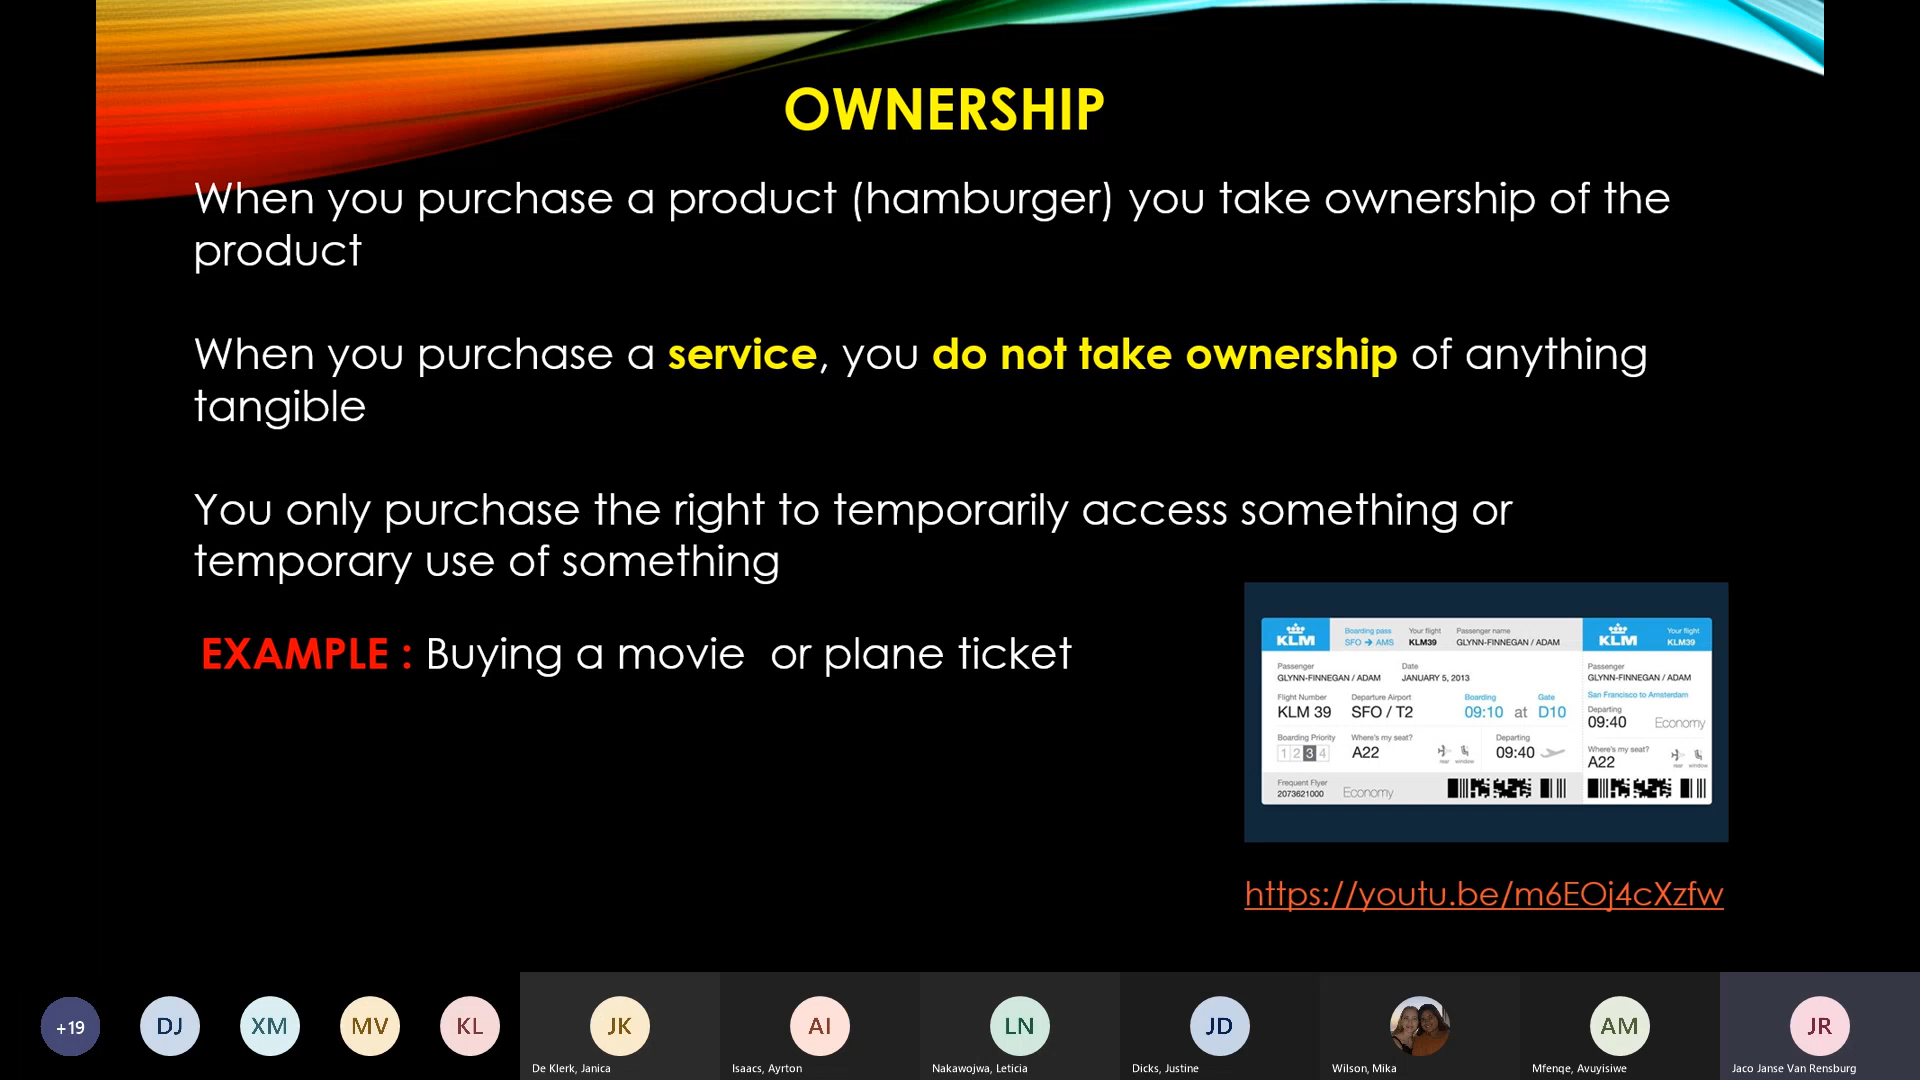 OWNERSHIP
When you purchase a product (hamburger) you take ownership of the
product
When you purchase a service, you do not take ownership of anything
tangible
You only purchase the right to temporarily access something or
temporary use of something
EXAMPLE : Buying a movie or plane ticket
KLM
Boarding pass
SFO → AMS
Your flight
KLM39
Passenger name
GLYNN-FINNEGAN / ADAM
Passenger
GLYNN-FINNEGAN / ADAM
Date
JANUARY 5, 2013
Flight Number
KLM 39
Departure Airport
SFO / T2
Boarding
09:10 at
Gate
D10
Boarding Priority
1 2 3 4
Where's my seat?
A22
rear window
Departing
09:40
Frequent Flyer
2073621000
Economy
KLM
Your flight
KLM39
Passenger
GLYNN-FINNEGAN / ADAM
San Francisco to Amsterdam
Departing
09:40 Economy
Where's my seat?
A22
rear window
https://youtu.be/m6EOj4cXzfw
+19
DJ
XM
MV
KL
JK
De Klerk, Janica
AI
Isaacs, Ayrton
LN
Nakawojwa, Leticia
JD
Dicks, Justine
Wilson, Mika
AM
Mfenqe, Avuyisiwe
JR
Jaco Janse Van Rensburg